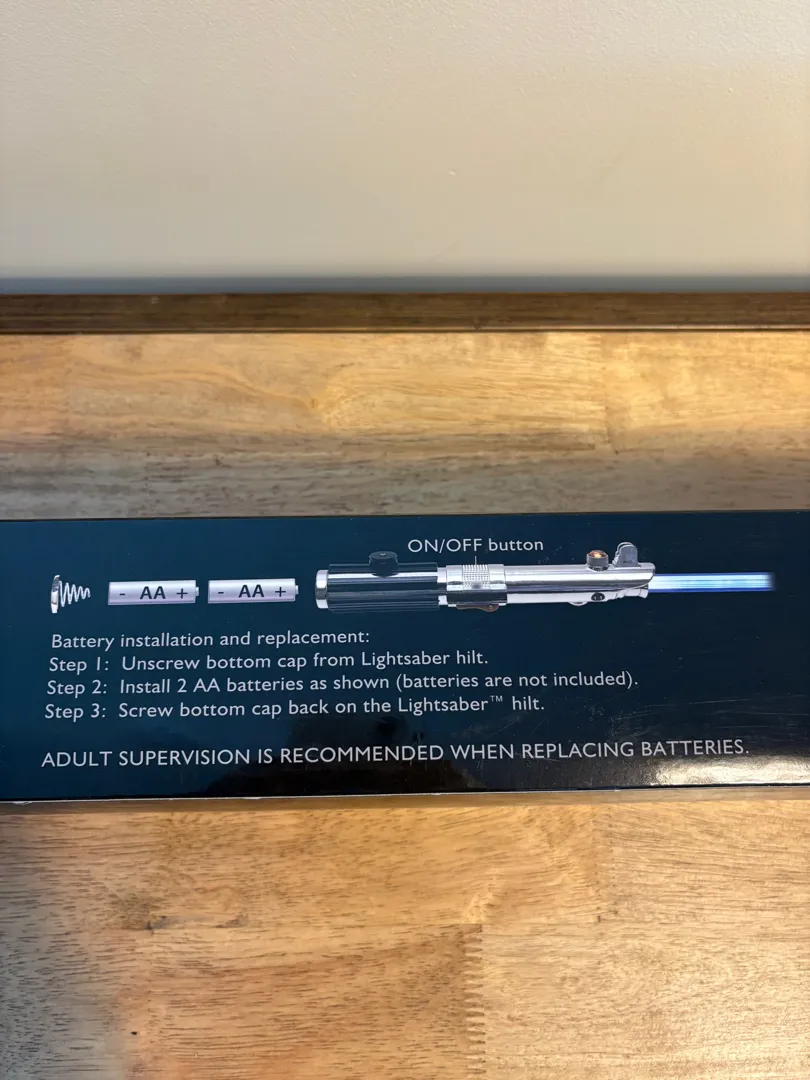 ON/OFF button
- AA + - AA +
Battery installation and replacement:
Step 1: Unscrew bottom cap from Lightsaber hilt.
Step 2: Install 2 AA batteries as shown (batteries are not included).
Step 3: Screw bottom cap back on the Lightsaber™ hilt.
ADULT SUPERVISION IS RECOMMENDED WHEN REPLACING BATTERIES.